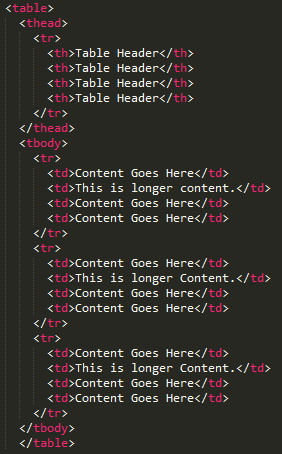 <table>
<thead>
<tr>
<th>Table Header</th>
<th>Table Header</th>
<th>Table Header</th>
<th>Table Header</th>
</tr>
</thead>
<tbody>
<tr>
<td>Content Goes Here</td>
<td>This is longer content.</td>
<td>Content Goes Here</td>
<td>Content Goes Here</td>
</tr>
<tr>
<td>Content Goes Here</td>
<td>This is longer Content.</td>
<td>Content Goes Here</td>
<td>Content Goes Here</td>
</tr>
<tr>
<td>Content Goes Here</td>
<td>This is longer Content.</td>
<td>Content Goes Here</td>
<td>Content Goes Here</td>
</tr>
</tbody>
</table>